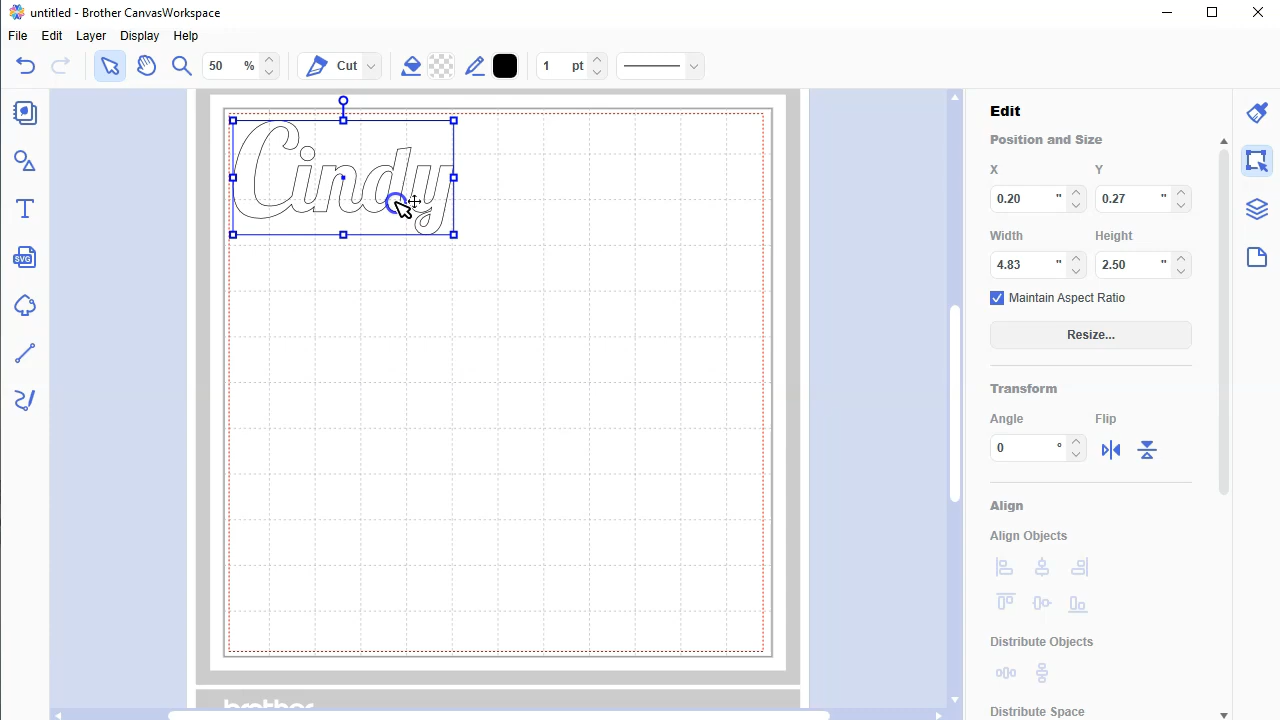 untitled - Brother CanvasWorkspace
File Edit Layer Display Help
50 % Cut 1 pt
Cindy
Edit
Position and Size
X Y
0.20 " 0.27 "
Width Height
4.83 " 2.50 "
Maintain Aspect Ratio
Resize...
Transform
Angle Flip
0 °
Align
Align Objects
Distribute Objects
Distribute Space
SVG
brother